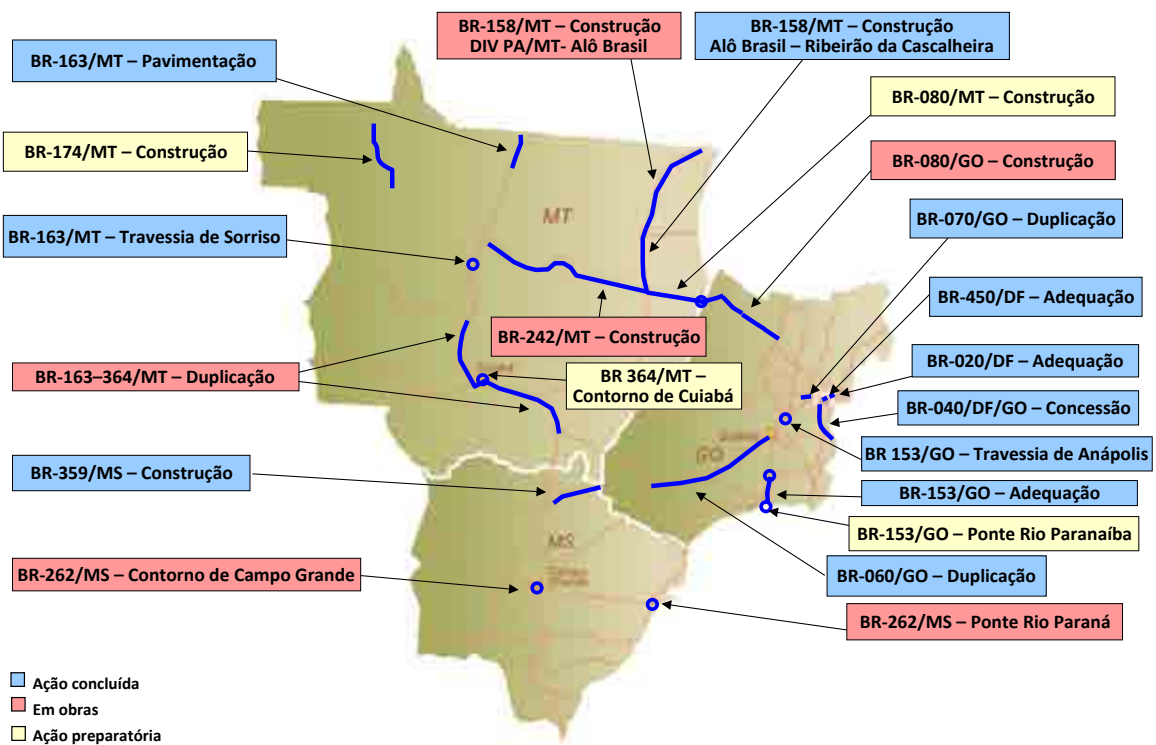 BR-158/MT – Construção
DIV PA/MT- Alô Brasil
BR-158/MT – Construção
Alô Brasil – Ribeirão da Cascalheira
BR-163/MT – Pavimentação
BR-080/MT – Construção
BR-174/MT – Construção
BR-080/GO – Construção
BR-070/GO – Duplicação
MT
BR-163/MT – Travessia de Sorriso
BR-450/DF – Adequação
BR-242/MT – Construção
BR-020/DF – Adequação
BR-163–364/MT – Duplicação
BR 364/MT –
Contorno de Cuiabá
BR-040/DF/GO – Concessão
GO
BR 153/GO – Travessia de Anápolis
BR-359/MS – Construção
BR-153/GO – Adequação
BR-153/GO – Ponte Rio Paranaíba
MS
BR-262/MS – Contorno de Campo Grande
BR-060/GO – Duplicação
BR-262/MS – Ponte Rio Paraná
Ação concluída
Em obras
Ação preparatória